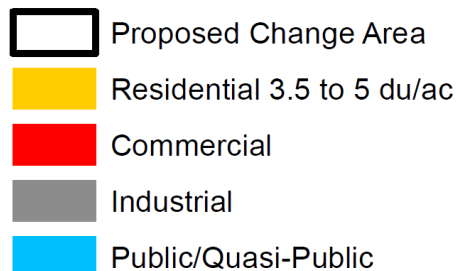 Proposed Change Area
Residential 3.5 to 5 du/ac
Commercial
Industrial
Public/Quasi-Public